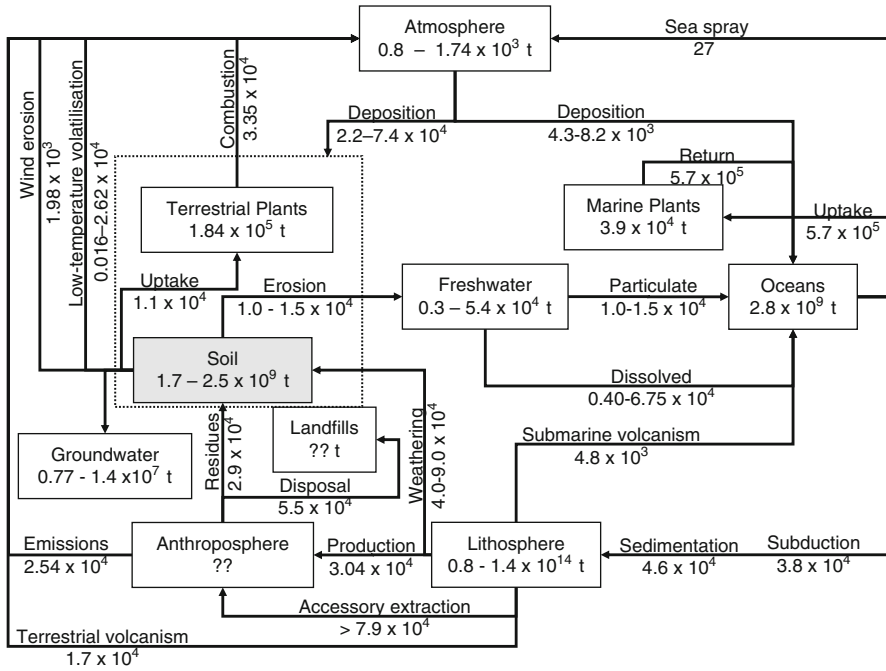 Atmosphere
0.8 – 1.74 x 10³ t
Sea spray
27
Wind erosion
1.98 x 10³
Low-temperature volatilisation
0.016–2.62 x 10⁴
Combustion
3.35 x 10⁴
Deposition
2.2–7.4 x 10⁴
Deposition
4.3-8.2 x 10³
Return
5.7 x 10⁵
Terrestrial Plants
1.84 x 10⁵ t
Marine Plants
3.9 x 10⁴ t
Uptake
5.7 x 10⁵
Uptake
1.1 x 10⁴
Erosion
1.0 - 1.5 x 10⁴
Freshwater
0.3 – 5.4 x 10⁴ t
Particulate
1.0-1.5 x 10⁴
Oceans
2.8 x 10⁹ t
Soil
1.7 – 2.5 x 10⁹ t
Dissolved
0.40-6.75 x 10⁴
Groundwater
0.77 - 1.4 x10⁷ t
Residues
2.9 x 10⁴
Landfills
?? t
Weathering
4.0-9.0 x 10⁴
Submarine volcanism
4.8 x 10³
Disposal
5.5 x 10⁴
Emissions
2.54 x 10⁴
Anthroposphere
??
Production
3.04 x 10⁴
Lithosphere
0.8 - 1.4 x 10¹⁴ t
Sedimentation
4.6 x 10⁴
Subduction
3.8 x 10⁴
Accessory extraction
> 7.9 x 10⁴
Terrestrial volcanism
1.7 x 10⁴